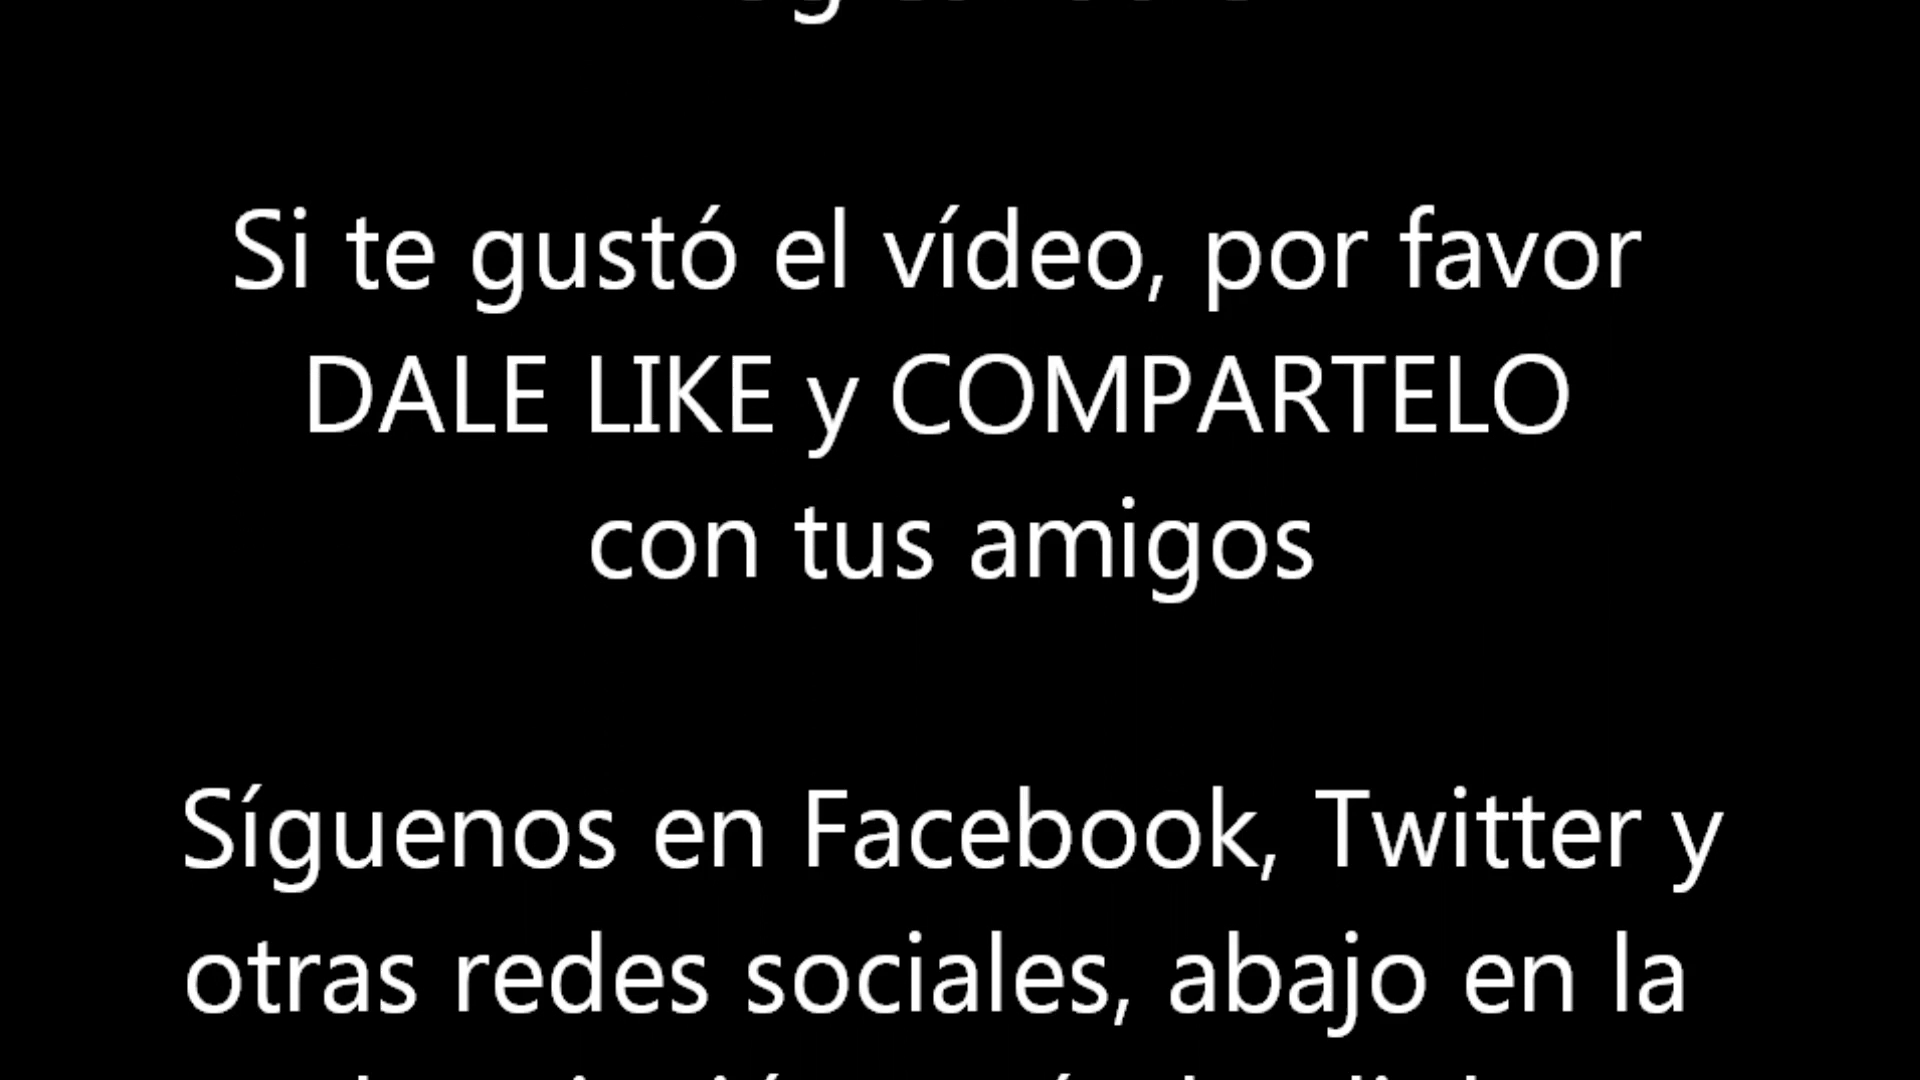 Si te gustó el vídeo, por favor
DALE LIKE y COMPARTELO
con tus amigos
Síguenos en Facebook, Twitter y
otras redes sociales, abajo en la